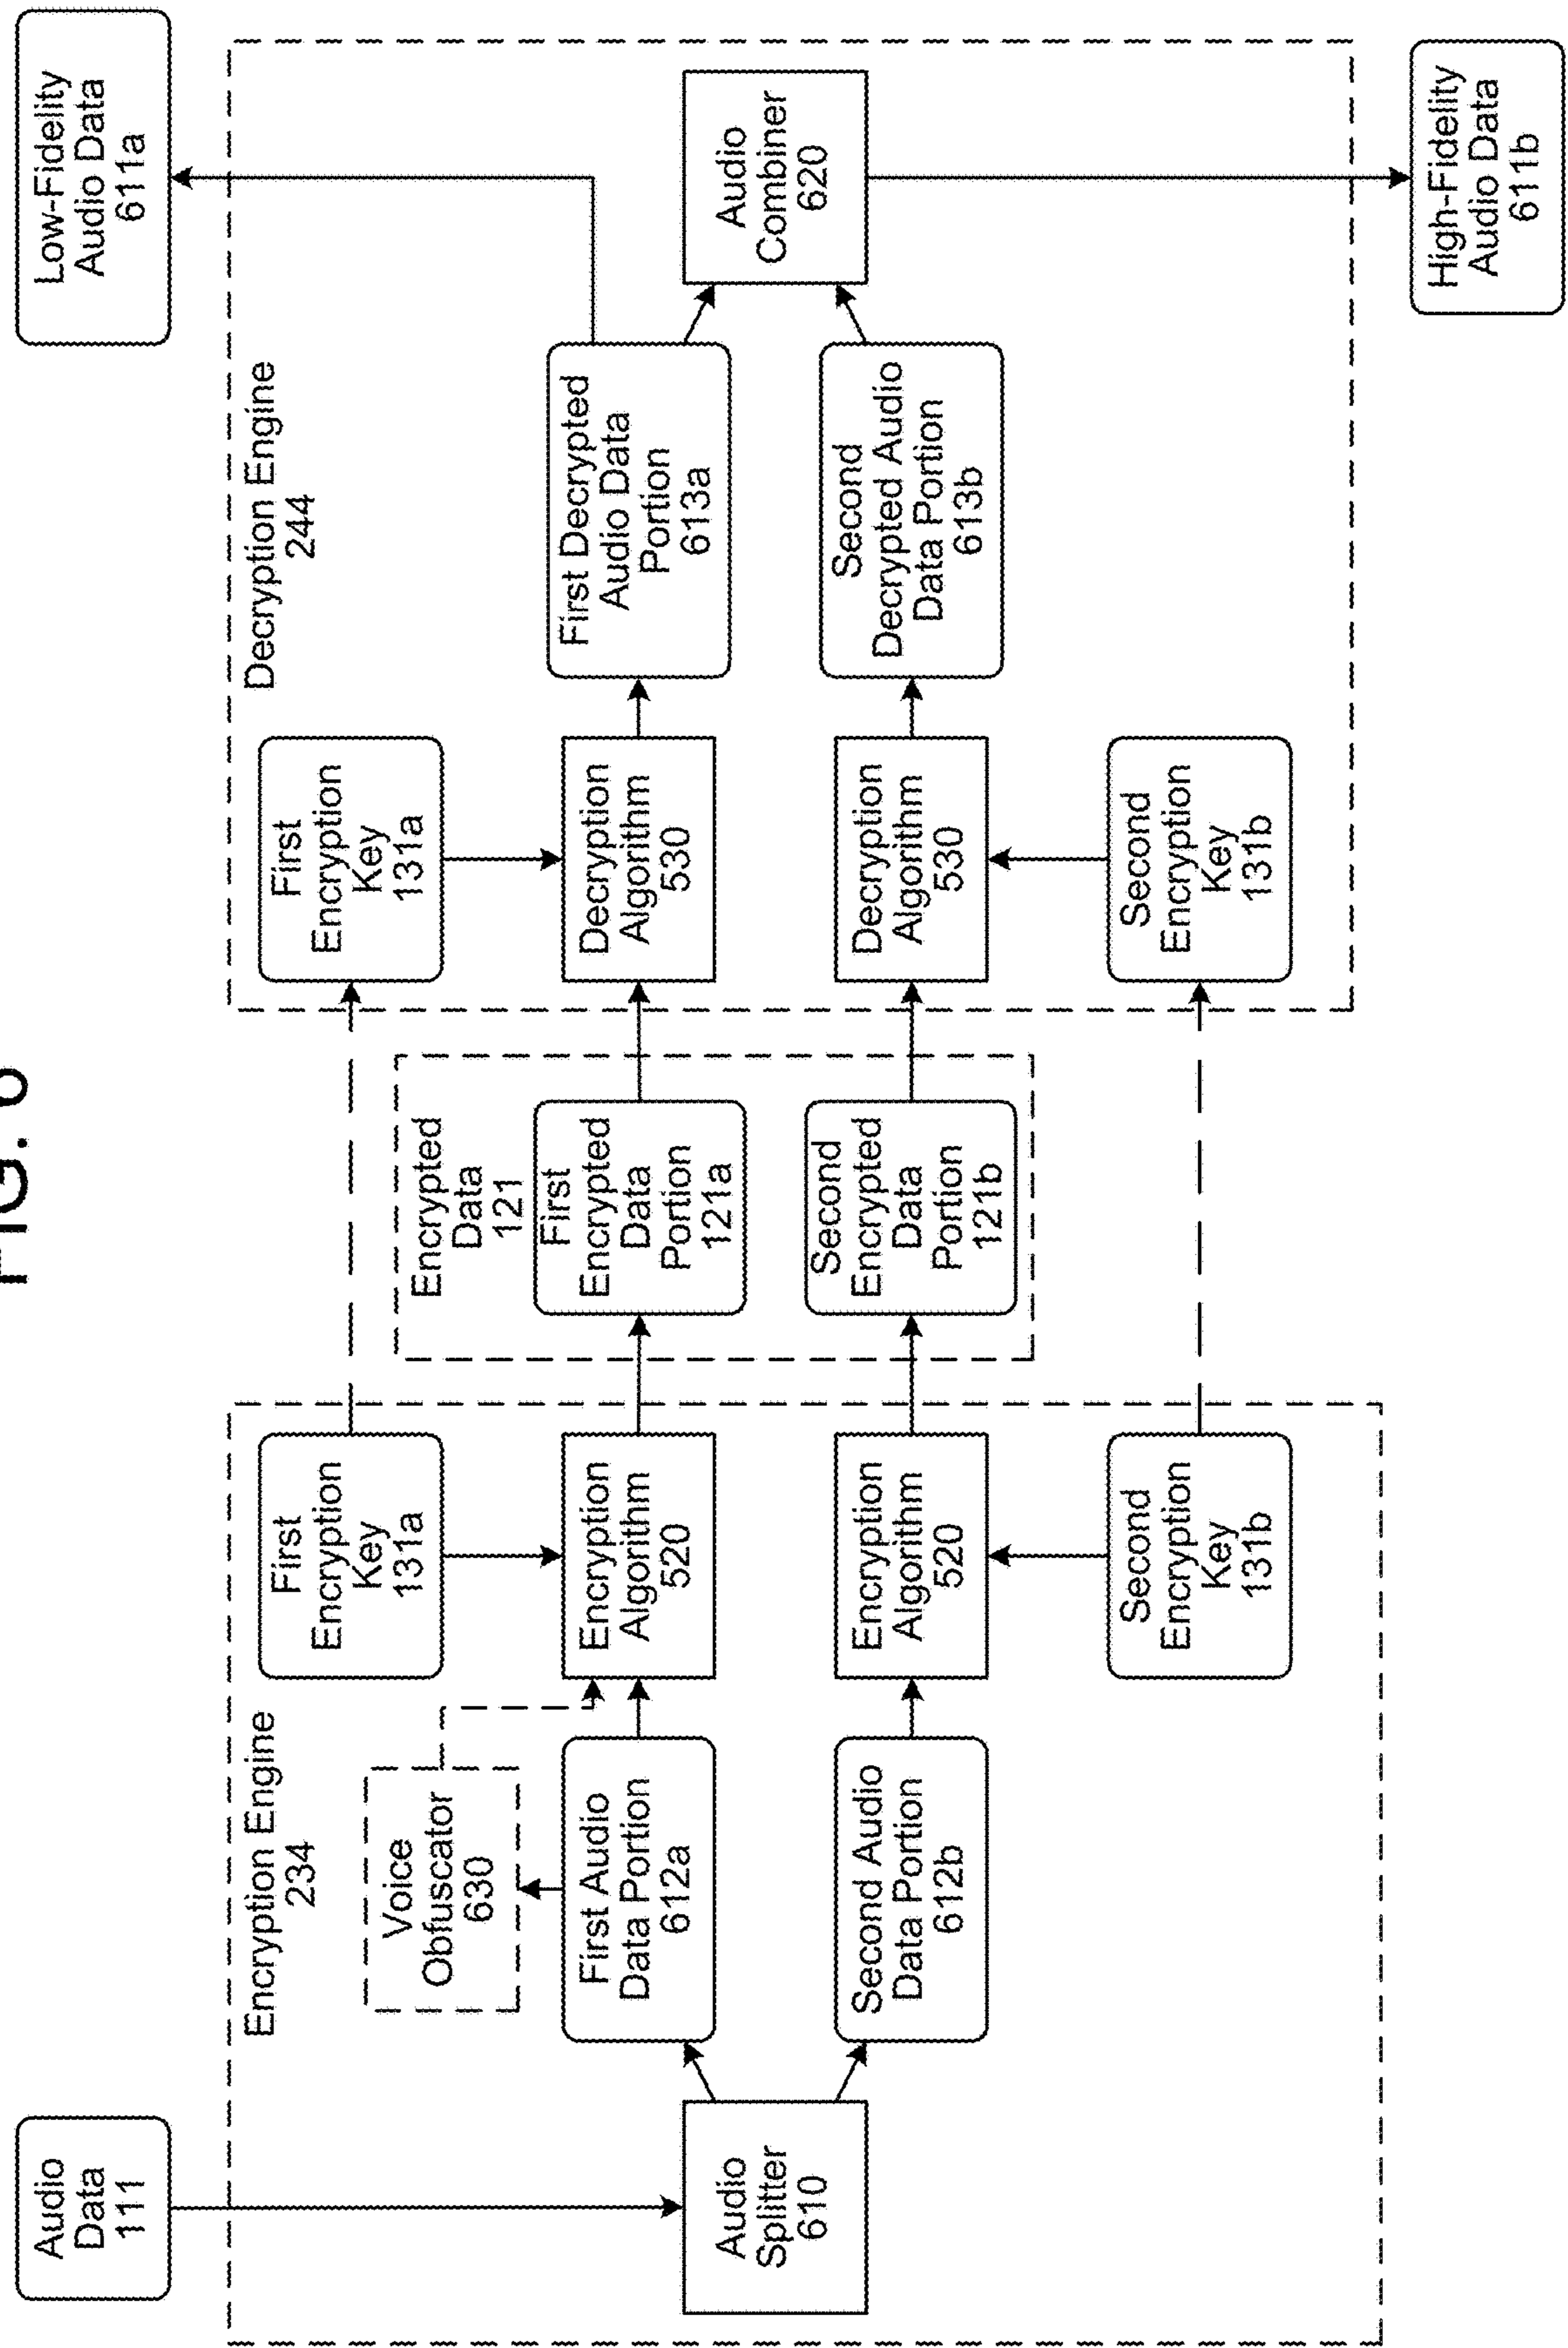 FIG. 6
Audio
Data
111
Encryption Engine
234
Audio
Splitter
610
Voice
Obfuscator
630
First Audio
Data Portion
612a
Second Audio
Data Portion
612b
First
Encryption
Key
131a
Encryption
Algorithm
520
Encryption
Algorithm
520
Second
Encryption
Key
131b
Encrypted
Data
121
First
Encrypted
Data
Portion
121a
Second
Encrypted
Data
Portion
121b
Decryption Engine
244
First
Encryption
Key
131a
Decryption
Algorithm
530
Decryption
Algorithm
530
Second
Encryption
Key
131b
First Decrypted
Audio Data
Portion
613a
Second
Decrypted Audio
Data Portion
613b
Audio
Combiner
620
Low-Fidelity
Audio Data
611a
High-Fidelity
Audio Data
611b